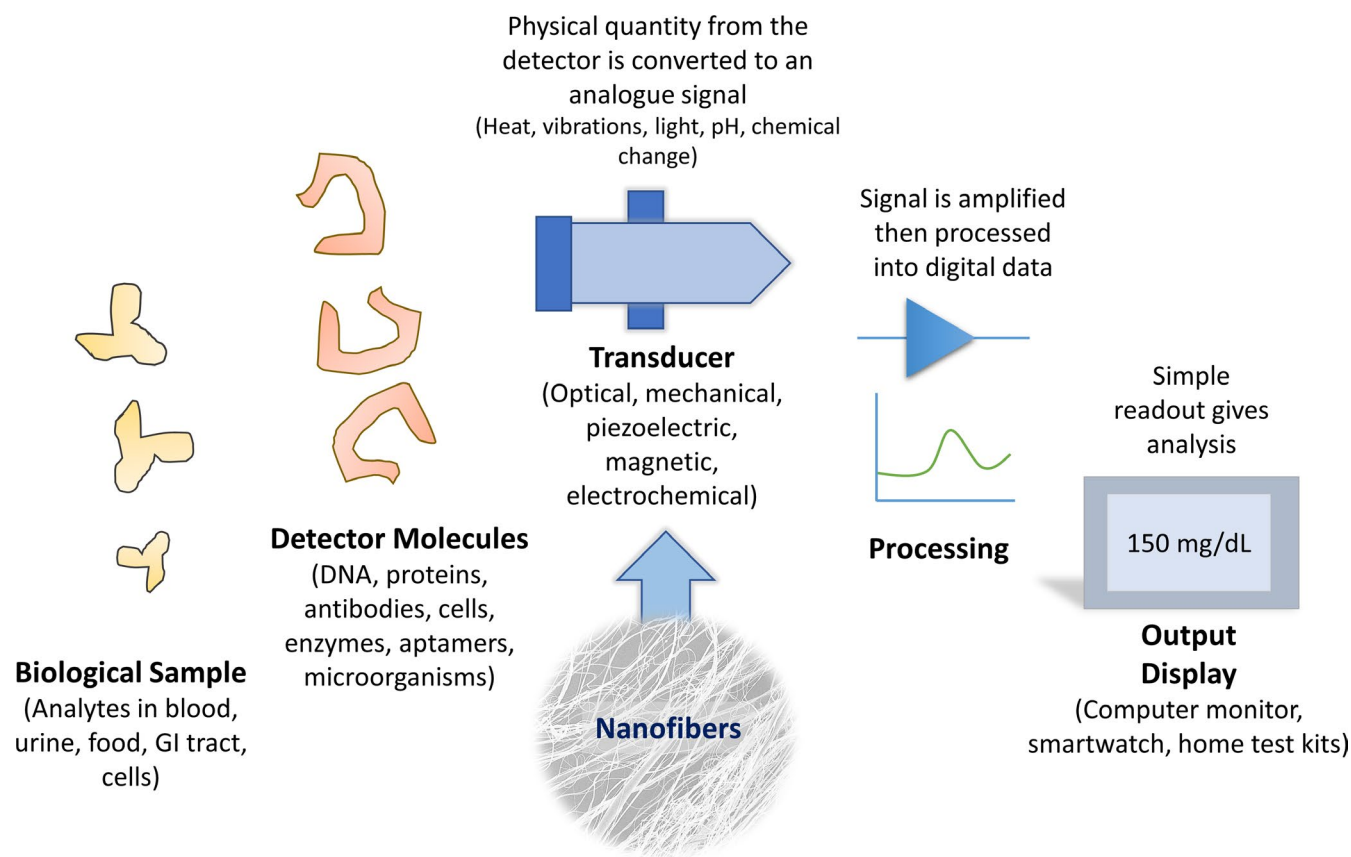 Physical quantity from the
detector is converted to an
analogue signal
(Heat, vibrations, light, pH, chemical
change)
Signal is amplified
then processed
into digital data
Transducer
(Optical, mechanical,
piezoelectric,
magnetic,
electrochemical)
Simple
readout gives
analysis
150 mg/dL
Processing
Detector Molecules
(DNA, proteins,
antibodies, cells,
enzymes, aptamers,
microorganisms)
Biological Sample
(Analytes in blood,
urine, food, GI tract,
cells)
Nanofibers
Output
Display
(Computer monitor,
smartwatch, home test kits)